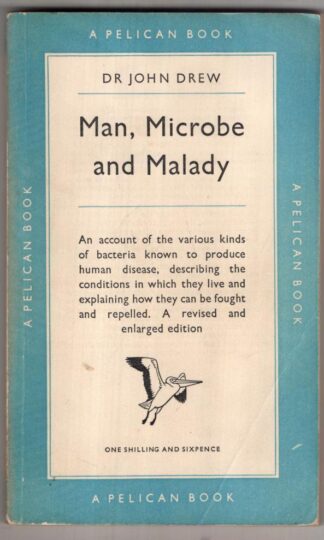 A PELICAN BOOK
DR JOHN DREW
Man, Microbe
and Malady
An account of the various kinds
of bacteria known to produce
human disease, describing the
conditions in which they live and
explaining how they can be fought
and repelled. A revised and
enlarged edition
ONE SHILLING AND SIXPENCE
A PELICAN BOOK
A PELICAN BOOK
A PELICAN BOOK